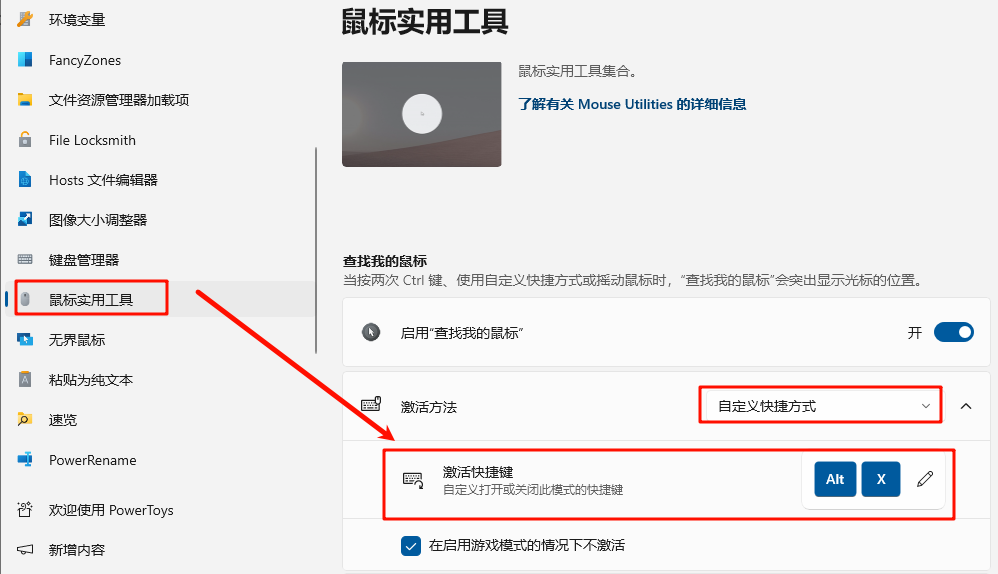 环境变量
FancyZones
文件资源管理器加载项
File Locksmith
Hosts 文件编辑器
图像大小调整器
键盘管理器
鼠标实用工具
无界鼠标
粘贴为纯文本
速览
PowerRename
欢迎使用 PowerToys
新增内容
鼠标实用工具
鼠标实用工具集合。
了解有关 Mouse Utilities 的详细信息
查找我的鼠标
当按两次 Ctrl 键、使用自定义快捷方式或摇动鼠标时，“查找我的鼠标”会突出显示光标的位置。
启用“查找我的鼠标”
开
激活方法
自定义快捷方式
激活快捷键
自定义打开或关闭此模式的快捷键
Alt
X
在启用游戏模式的情况下不激活